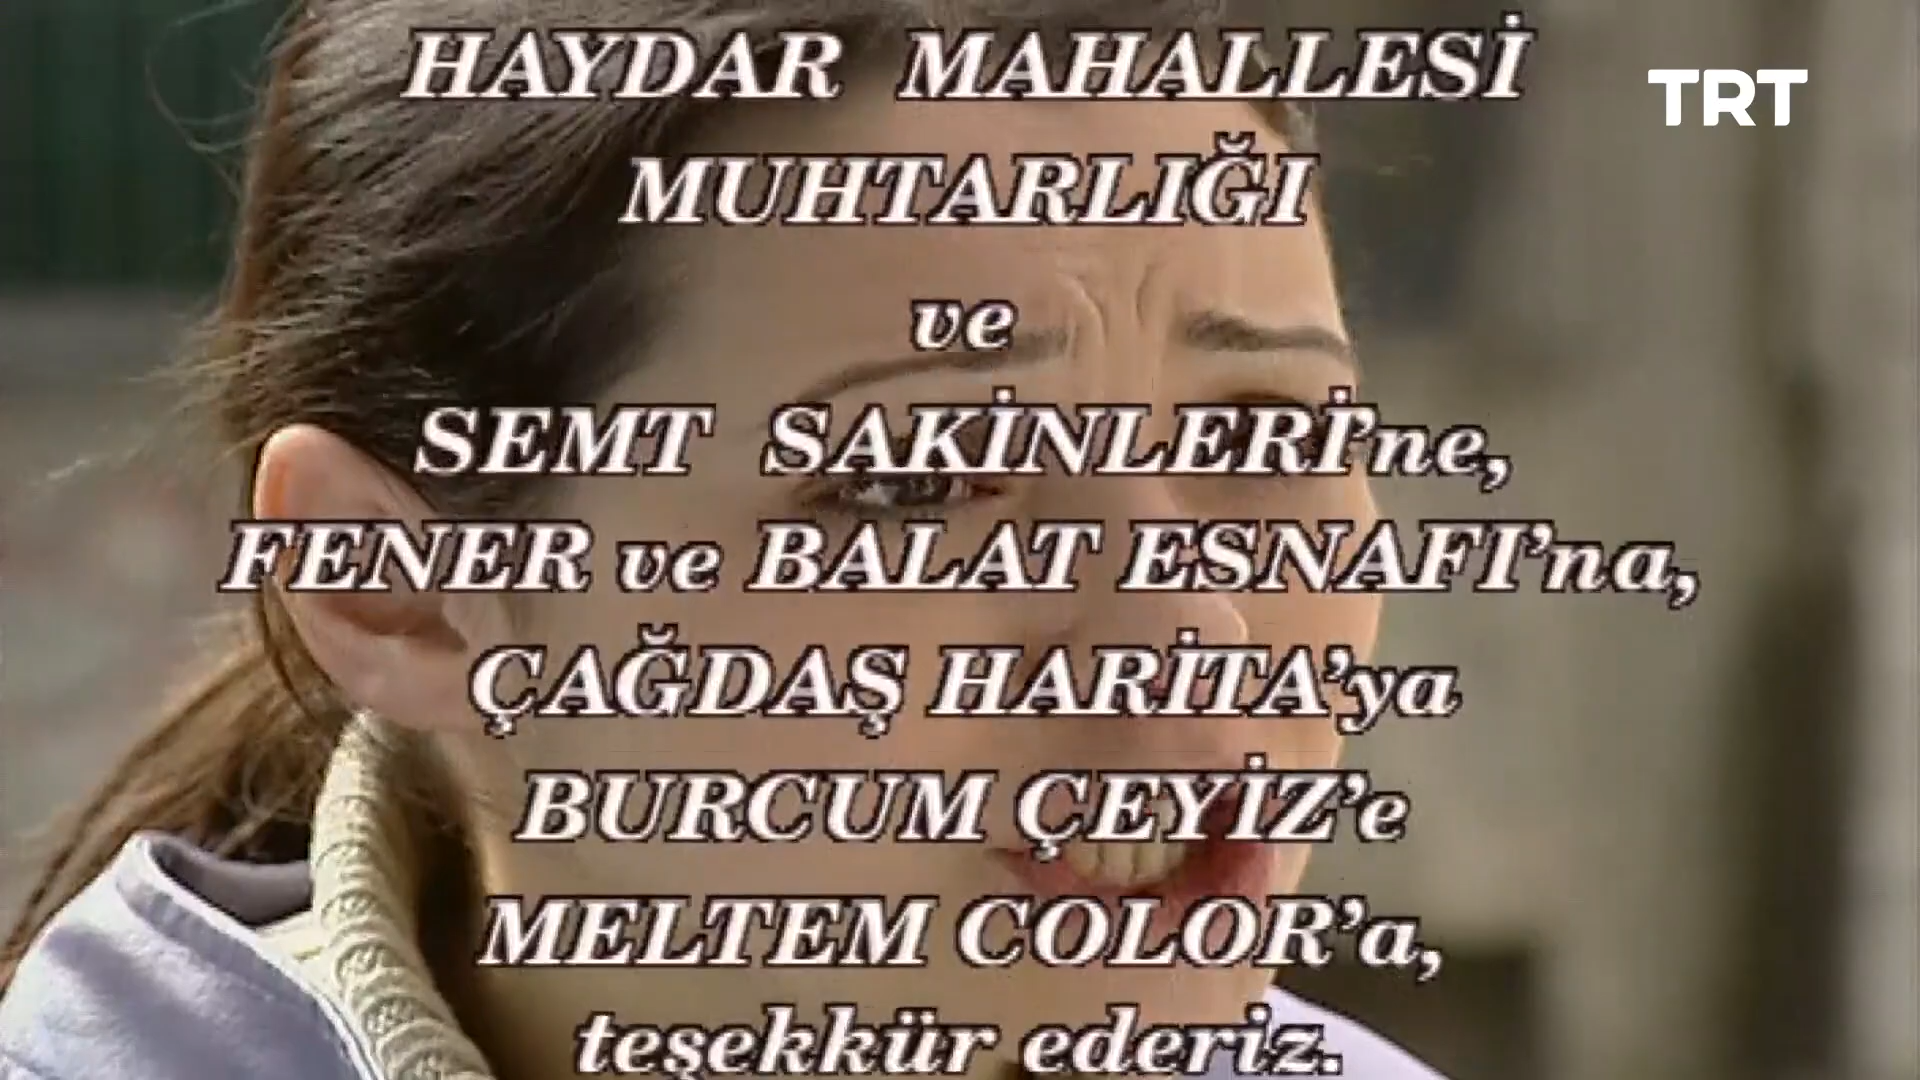 HAYDAR MAHALLESİ
TRT
MUHTARLIĞI
ve
SEMT SAKİNLERİ'ne,
FENER ve BALAT ESNAFI'na,
ÇAĞDAŞ HARİTA'ya
BURCUM ÇEYİZ'e
MELTEM COLOR'a,
teşekkür ederiz.